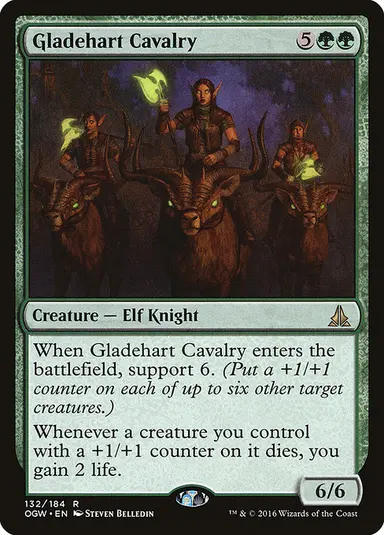 Gladehart Cavalry 5
Creature — Elf Knight
When Gladehart Cavalry enters the
battlefield, support 6. (Put a +1/+1
counter on each of up to six other target
creatures.)
Whenever a creature you control
with a +1/+1 counter on it dies, you
gain 2 life.
6/6
132/184 R
OGW • EN Steven Belledin
™ & © 2016 Wizards of the Coast